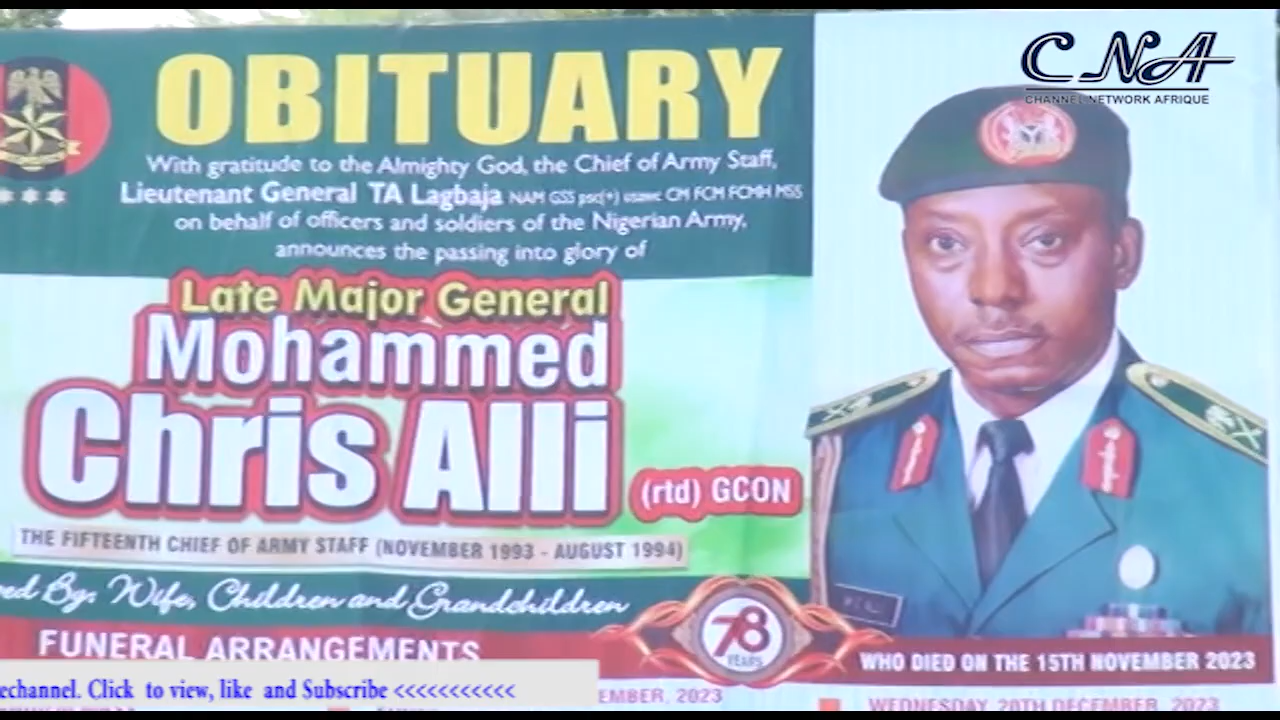 CNA
CHANNEL NETWORK AFRIQUE
OBITUARY
With gratitude to the Almighty God, the Chief of Army Staff,
Lieutenant General TA Lagbaja NAM GSS psc(+) usawc CM FCM FCMH MSS
on behalf of officers and soldiers of the Nigerian Army,
announces the passing into glory of
Late Major General
Mohammed
Chris Alli
(rtd) GCON
THE FIFTEENTH CHIEF OF ARMY STAFF (NOVEMBER 1993 - AUGUST 1994)
By: Wife, Children and Grandchildren
78
YEARS
WHO DIED ON THE 15TH NOVEMBER 2023
FUNERAL ARRANGEMENTS
echannel. Click to view, like and Subscribe <<<<<<<<<<<
EMBER, 2023
WEDNESDAY, 20TH DECEMBER, 2023